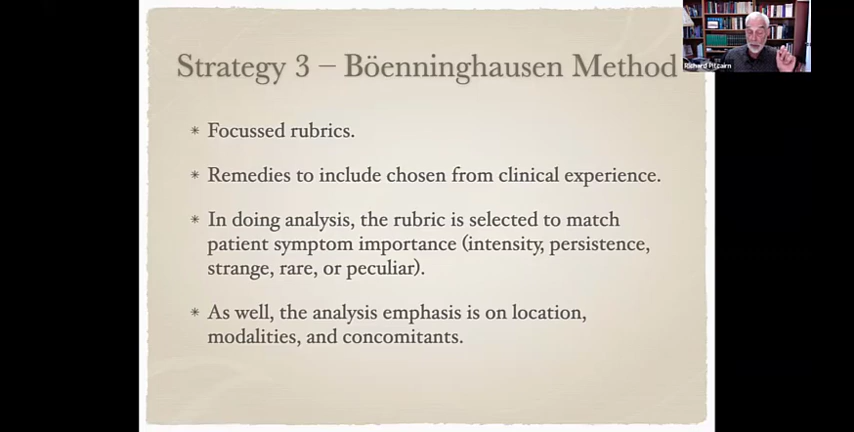 Strategy 3 – Böenninghausen Method
* Focussed rubrics.
* Remedies to include chosen from clinical experience.
* In doing analysis, the rubric is selected to match
patient symptom importance (intensity, persistence,
strange, rare, or peculiar).
* As well, the analysis emphasis is on location,
modalities, and concomitants.
Richard Pitcairn